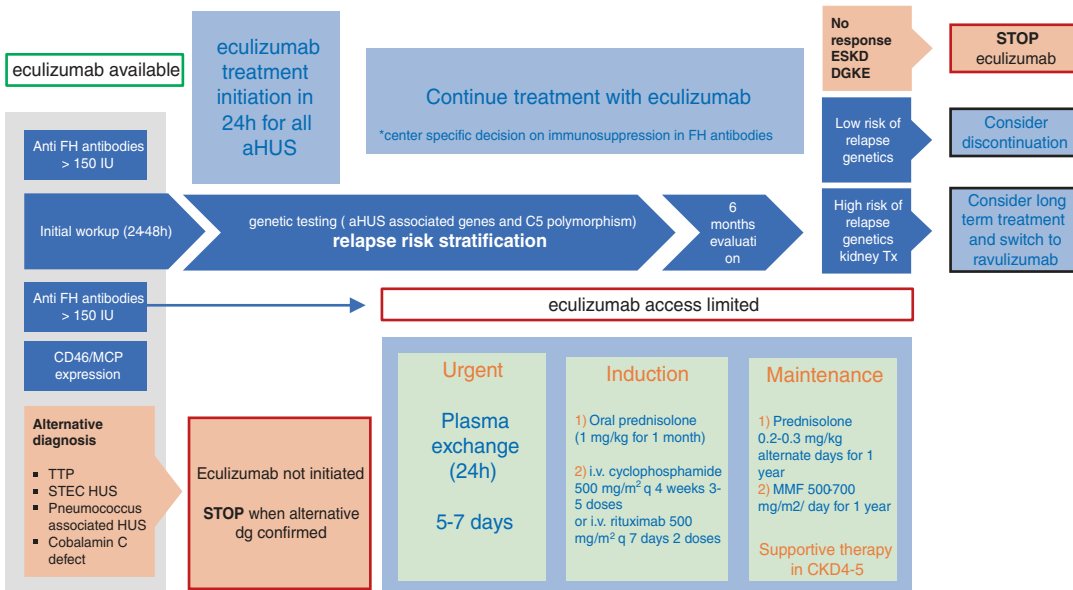 eculizumab available
eculizumab
treatment
initiation in
24h for all
aHUS
Continue treatment with eculizumab
*center specific decision on immunosuppression in FH antibodies
No
response
ESKD
DGKE
STOP
eculizumab
Anti FH antibodies
> 150 IU
Low risk of
relapse
genetics
Consider
discontinuation
Initial workup (24-48h)
genetic testing ( aHUS associated genes and C5 polymorphism)
relapse risk stratification
6
months
evaluati
on
High risk of
relapse
genetics
kidney Tx
Consider long
term treatment
and switch to
ravulizumab
Anti FH antibodies
> 150 IU
eculizumab access limited
CD46/MCP
expression
Alternative
diagnosis
▪ TTP
▪ STEC HUS
▪ Pneumococcus
associated HUS
▪ Cobalamin C
defect
Eculizumab not initiated
STOP when alternative
dg confirmed
Urgent
Plasma
exchange
(24h)
5-7 days
Induction
1) Oral prednisolone
(1 mg/kg for 1 month)
2) i.v. cyclophosphamide
500 mg/m² q 4 weeks 3-
5 doses
or i.v. rituximab 500
mg/m² q 7 days 2 doses
Maintenance
1) Prednisolone
0.2-0.3 mg/kg
alternate days for 1
year
2) MMF 500-700
mg/m2/ day for 1 year
Supportive therapy
in CKD4-5